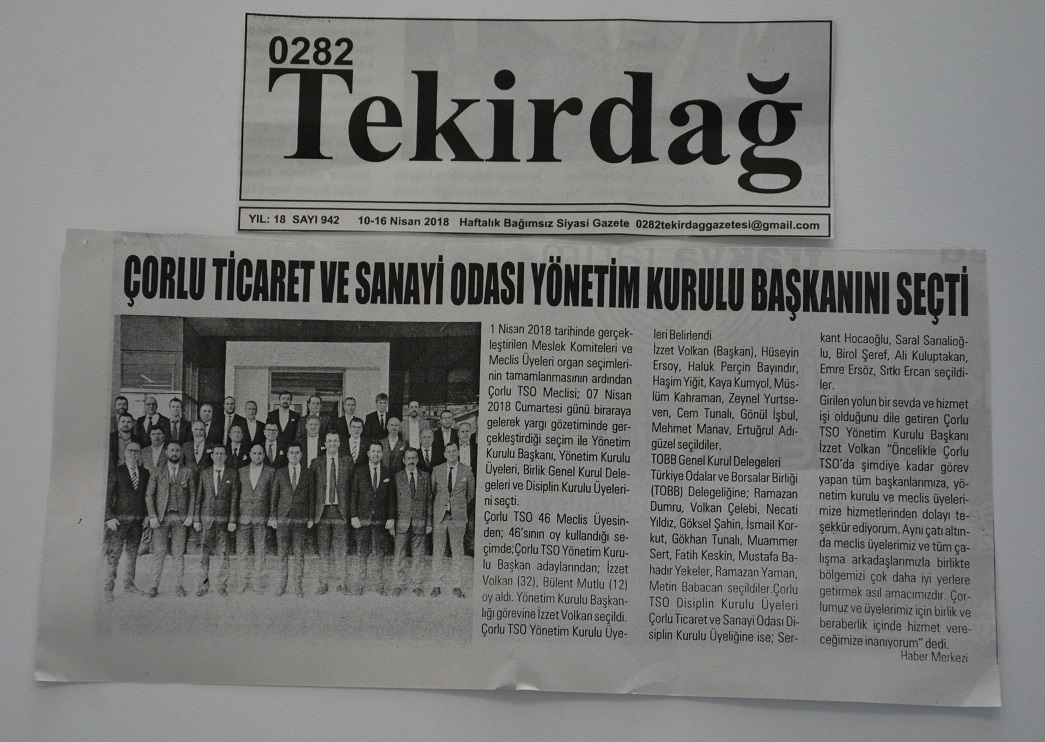 0282
Tekirdağ
YIL: 18 SAYI 942 10-16 Nisan 2018 Haftalık Bağımsız Siyasi Gazete 0282tekirdaggazetesi@gmail.com
ÇORLU TİCARET VE SANAYİ ODASI YÖNETİM KURULU BAŞKANINI SEÇTİ
1 Nisan 2018 tarihinde gerçek-
leştirilen Meslek Komiteleri ve
Meclis Üyeleri organ seçimleri-
nin tamamlanmasının ardından
Çorlu TSO Meclisi; 07 Nisan
2018 Cumartesi günü biraraya
gelerek yargı gözetiminde ger-
çekleştirdiği seçim ile Yönetim
Kurulu Başkanı, Yönetim Kurulu
Üyeleri, Birlik Genel Kurul Dele-
geleri ve Disiplin Kurulu Üyeleri-
ni seçti.
Çorlu TSO 46 Meclis Üyesin-
den; 46'sının oy kullandığı se-
çimde;Çorlu TSO Yönetim Kuru-
lu Başkan adaylarından; İzzet
Volkan (32), Bülent Mutlu (12)
oy aldı. Yönetim Kurulu Başkan-
lığı görevine İzzet Volkan seçildi.
Çorlu TSO Yönetim Kurulu Üye-
leri Belirlendi
İzzet Volkan (Başkan), Hüseyin
Ersoy, Haluk Perçin Bayındır,
Haşim Yiğit, Kaya Kumyol, Müs-
lüm Kahraman, Zeynel Yurtse-
ven, Cem Tunalı, Gönül İşbul,
Mehmet Manav, Ertuğrul Adı-
güzel seçildiler.
TOBB Genel Kurul Delegeleri
Türkiye Odalar ve Borsalar Birliği
(TOBB) Delegeliğine; Ramazan
Dumru, Volkan Çelebi, Necati
Yıldız, Göksel Şahin, İsmail Kor-
kut, Gökhan Tunalı, Muammer
Sert, Fatih Keskin, Mustafa Ba-
hadır Yekeler, Ramazan Yaman,
Metin Babacan seçildiler.Çorlu
TSO Disiplin Kurulu Üyeleri
Çorlu Ticaret ve Sanayi Odası Di-
siplin Kurulu Üyeliğine ise; Ser-
kant Hocaoğlu, Saral Sarıalioğ-
lu, Birol Şeref, Ali Kuluptakan,
Emre Ersöz, Sıtkı Ercan seçildi-
ler.
Girilen yolun bir sevda ve hizmet
işi olduğunu dile getiren Çorlu
TSO Yönetim Kurulu Başkanı
İzzet Volkan "Öncelikle Çorlu
TSO'da şimdiye kadar görev
yapan tüm başkanlarımıza, yö-
netim kurulu ve meclis üyeleri-
mize hizmetlerinden dolayı te-
şekkür ediyorum. Aynı çatı altın-
da meclis üyelerimiz ve tüm ça-
lışma arkadaşlarımızla birlikte
bölgemizi çok daha iyi yerlere
getirmek asıl amacımızdır. Çor-
lumuz ve üyelerimiz için birlik ve
beraberlik içinde hizmet vere-
ceğimize inanıyorum" dedi.
Haber Merkezi